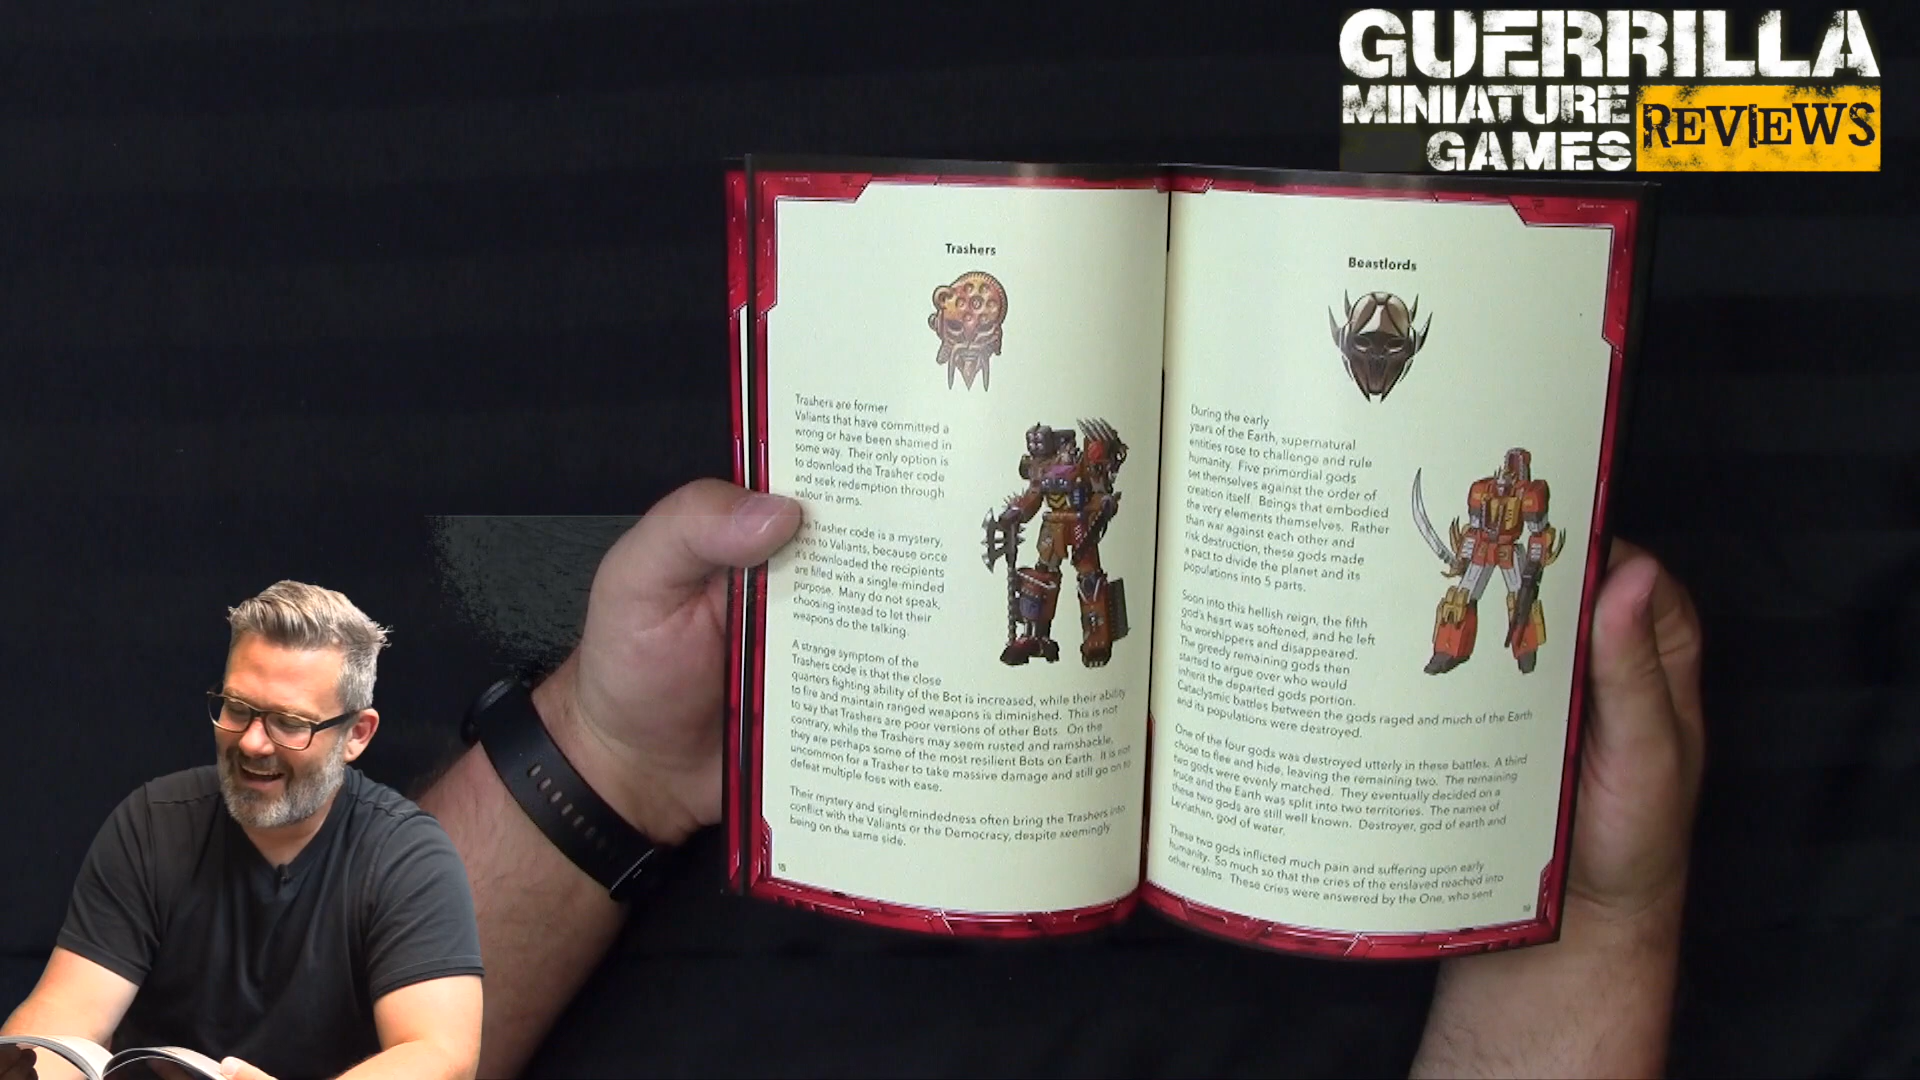 GUERRILLA
MINIATURE
GAMES
REVIEWS
Trashers
Trashers are former
Valiants that have committed a
wrong or have been shamed in
some way. Their only option is
to download the Trasher code
and seek redemption through
valour in arms.
Trasher code is a mystery,
even to Valiants, because once
it's downloaded the recipients
are filled with a single-minded
purpose. Many do not speak,
choosing instead to let their
weapons do the talking.
A strange symptom of the
Trashers code is that the close
quarters fighting ability of the Bot is increased, while their ability
to fire and maintain ranged weapons is diminished. This is not
to say that Trashers are poor versions of other Bots. On the
contrary, while the Trashers may seem rusted and ramshackle,
they are perhaps some of the most resilient Bots on Earth. It is not
uncommon for a Trasher to take massive damage and still go on to
defeat multiple foes with ease.
Their mystery and singlemindedness often bring the Trashers into
conflict with the Valiants or the Democracy, despite seemingly
being on the same side.
18
Beastlords
During the early
years of the Earth, supernatural
entities rose to challenge and rule
humanity. Five primordial gods
set themselves against the order of
creation itself. Beings that embodied
the very elements themselves. Rather
than war against each other and
risk destruction, these gods made
a pact to divide the planet and its
populations into 5 parts.
Soon into this hellish reign, the fifth
god's heart was softened, and he left
his worshippers and disappeared.
The greedy remaining gods then
started to argue over who would
inherit the departed gods portion.
Cataclysmic battles between the gods raged and much of the Earth
and its populations were destroyed.
One of the four gods was destroyed utterly in these battles. A third
chose to flee and hide, leaving the remaining two. The remaining
two gods were evenly matched. They eventually decided on a
truce and the Earth was split into two territories. The names of
these two gods are still well known. Destroyer, god of earth and
Leviathan, god of water.
These two gods inflicted much pain and suffering upon early
humanity. So much so that the cries of the enslaved reached into
other realms. These cries were answered by the One, who sent
19